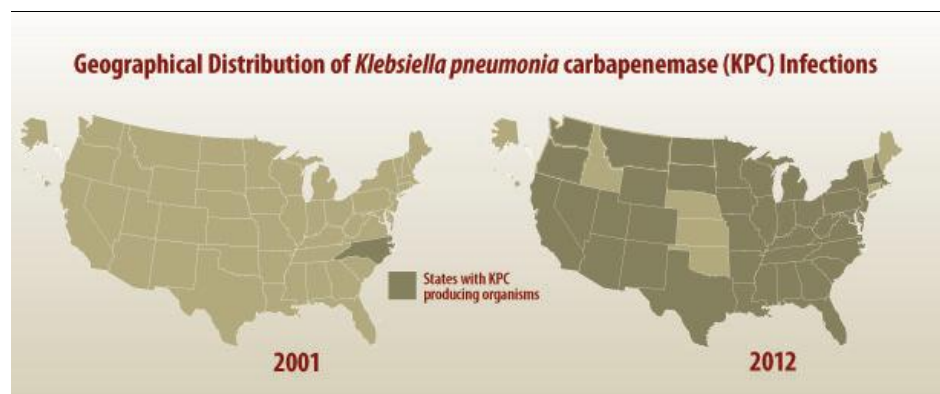 Geographical Distribution of Klebsiella pneumonia carbapenemase (KPC) Infections
States with KPC
producing organisms
2001
2012